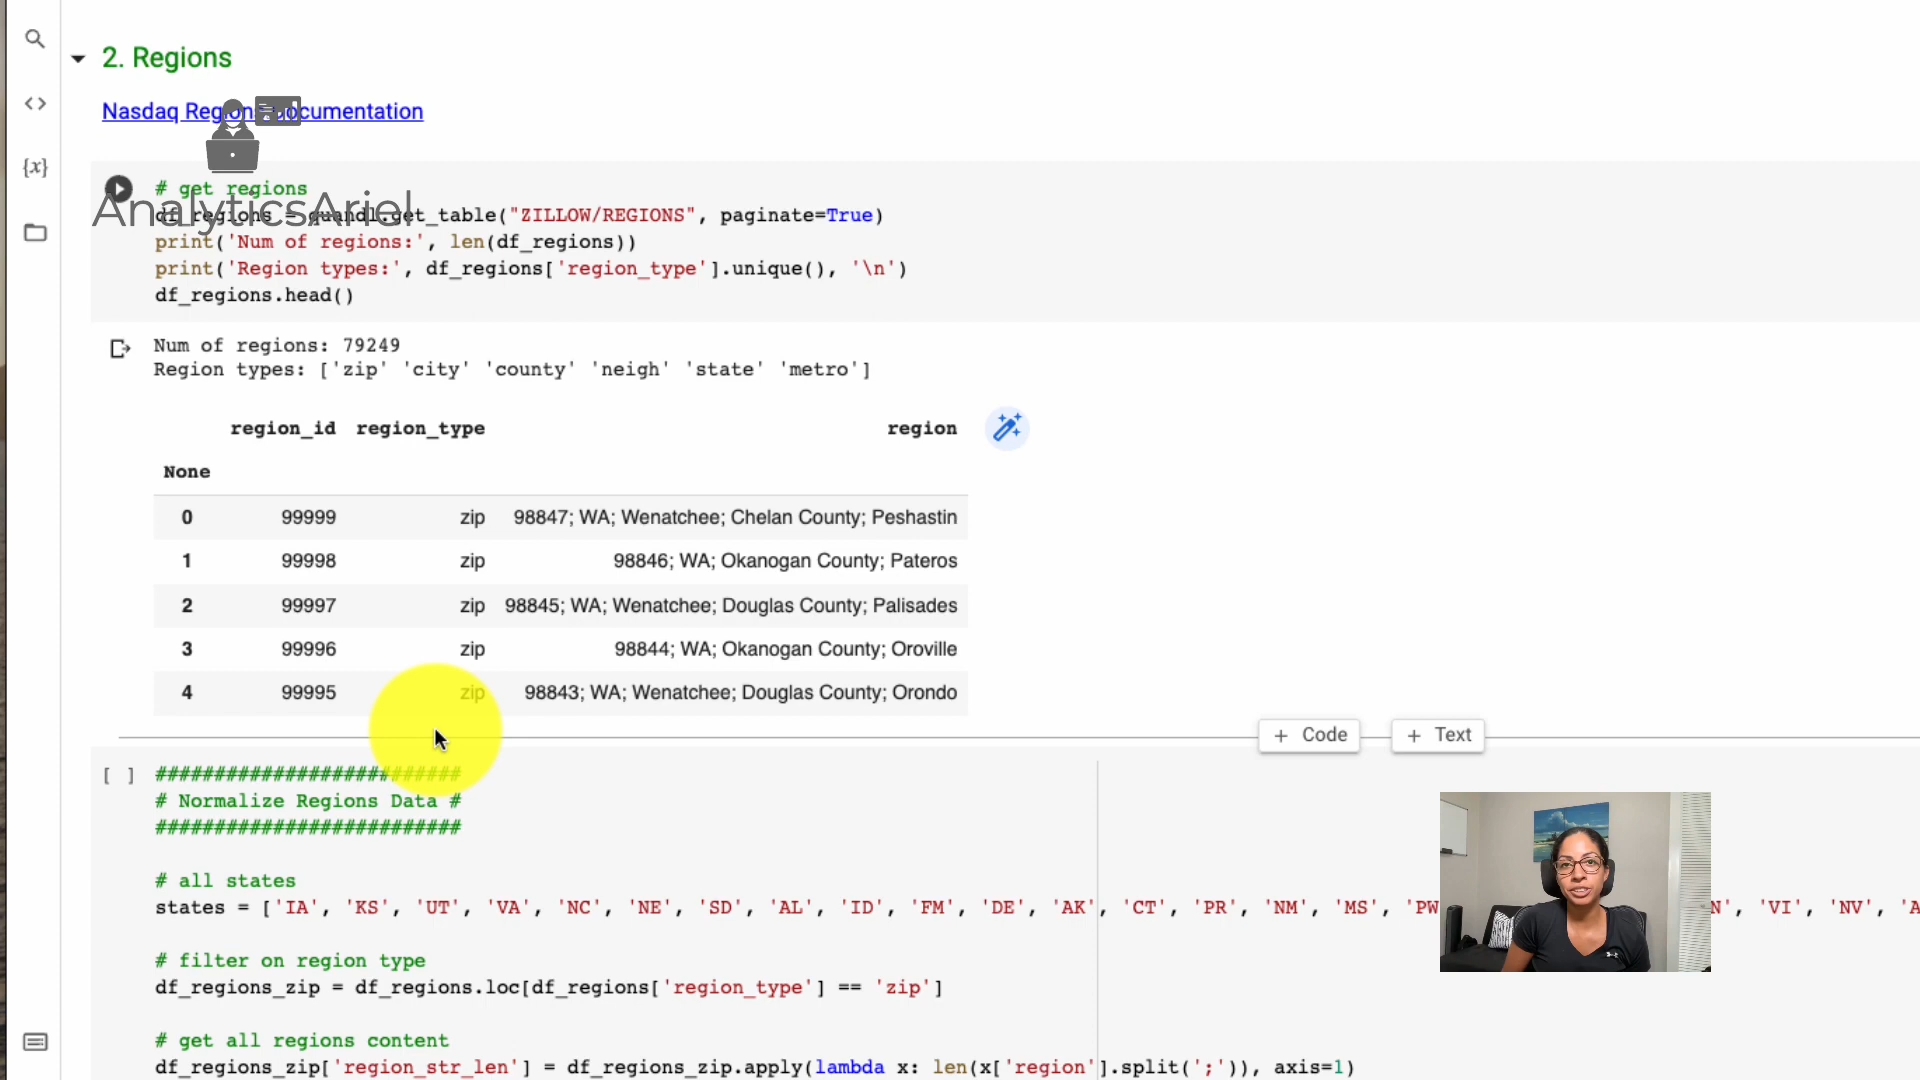 2. Regions
Nasdaq Regions Documentation
AnalyticsAriel
# get regions
df_regions = quandl.get_table("ZILLOW/REGIONS", paginate=True)
print('Num of regions:', len(df_regions))
print('Region types:', df_regions['region_type'].unique(), '\n')
df_regions.head()
Num of regions: 79249
Region types: ['zip' 'city' 'county' 'neigh' 'state' 'metro']
region_id region_type region
None
0 99999 zip 98847; WA; Wenatchee; Chelan County; Peshastin
1 99998 zip 98846; WA; Okanogan County; Pateros
2 99997 zip 98845; WA; Wenatchee; Douglas County; Palisades
3 99996 zip 98844; WA; Okanogan County; Oroville
4 99995 zip 98843; WA; Wenatchee; Douglas County; Orondo
+ Code + Text
[ ] ##########################
# Normalize Regions Data #
##########################
# all states
states = ['IA', 'KS', 'UT', 'VA', 'NC', 'NE', 'SD', 'AL', 'ID', 'FM', 'DE', 'AK', 'CT', 'PR', 'NM', 'MS', 'PW N', 'VI', 'NV', 'A
# filter on region type
df_regions_zip = df_regions.loc[df_regions['region_type'] == 'zip']
# get all regions content
df_regions_zip['region_str_len'] = df_regions_zip.apply(lambda x: len(x['region'].split(';')), axis=1)